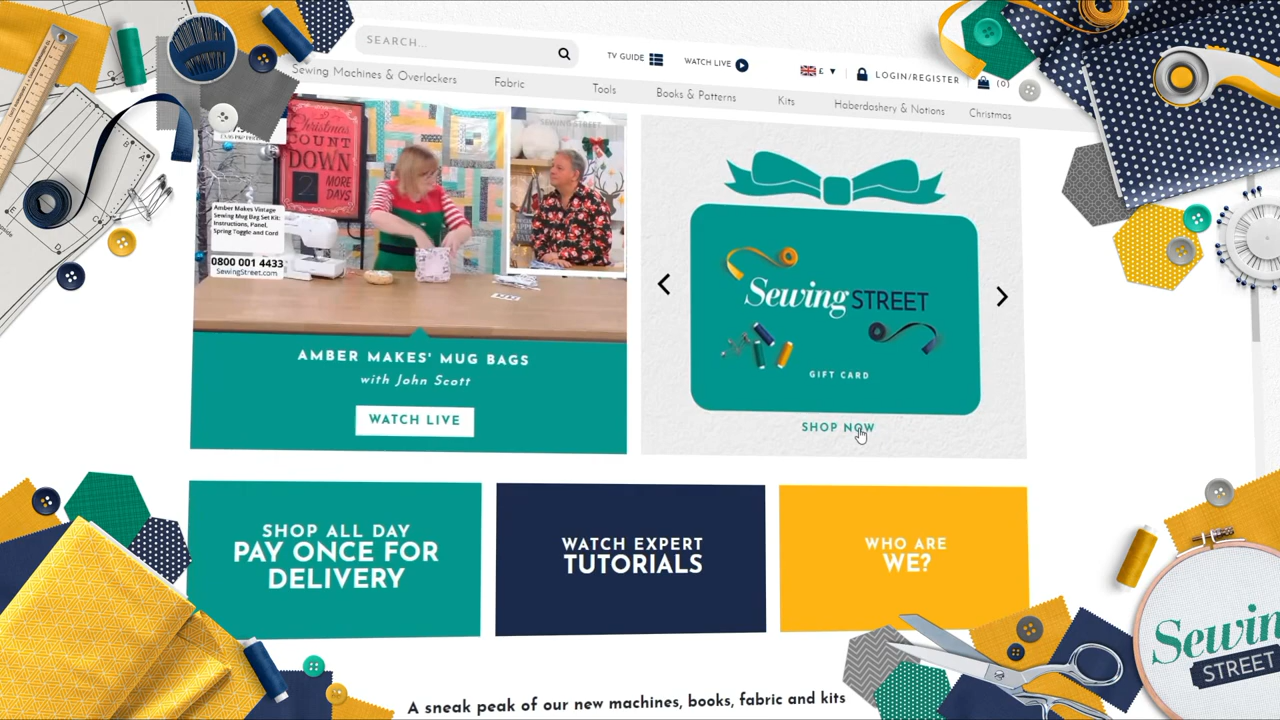 SEARCH...
TV GUIDE
WATCH LIVE
£
LOGIN/REGISTER
(0)
Sewing Machines & Overlockers
Fabric
Tools
Books & Patterns
Kits
Haberdashery & Notions
Christmas
Christmas
COUNT
DOWN
2
MORE
DAYS
SEWING STREET
Amber Makes Vintage
Sewing Mug Bag Set Kit:
Instructions, Panel,
Spring Toggle and Cord
0800 001 4433
SewingStreet.com
AMBER MAKES' MUG BAGS
with John Scott
WATCH LIVE
Sewing STREET
GIFT CARD
SHOP NOW
SHOP ALL DAY
PAY ONCE FOR
DELIVERY
WATCH EXPERT
TUTORIALS
WHO ARE
WE?
A sneak peak of our new machines, books, fabric and kits
Sewin
STREET